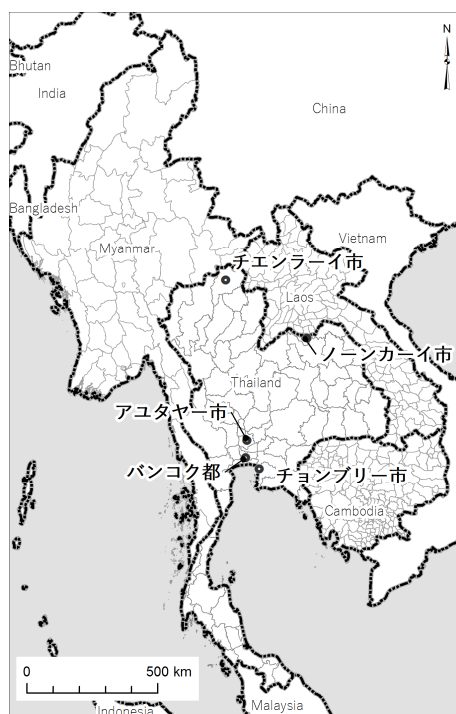 N
Bhutan
India
China
Bangladesh
Myanmar
Vietnam
チエンラーイ市
Laos
ノーンカーイ市
Thailand
アユタヤー市
バンコク都
チョンブリー市
Cambodia
0
500 km
Indonesia
Malaysia